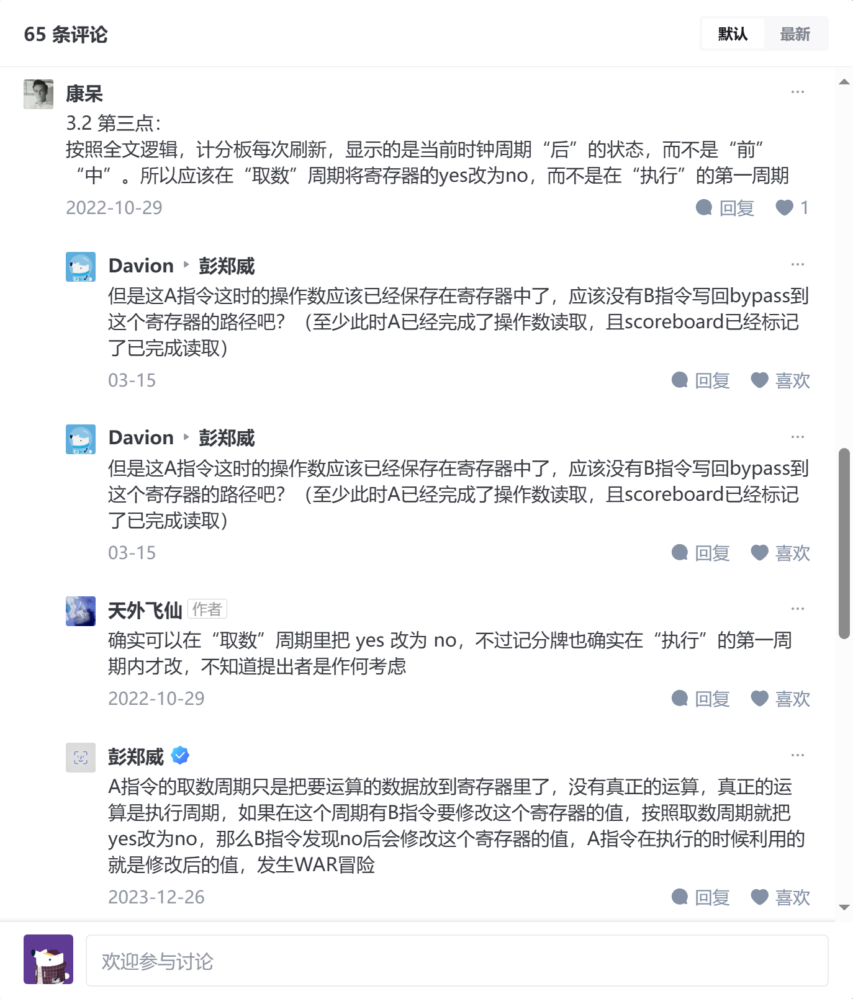 65 条评论
默认 最新
康呆
3.2 第三点：
按照全文逻辑，计分板每次刷新，显示的是当前时钟周期“后”的状态，而不是“前”
“中”。所以应该在“取数”周期将寄存器的yes改为no，而不是在“执行”的第一周期
2022-10-29 回复 1
Davion 彭郑威
但是这A指令这时的操作数应该已经保存在寄存器中了，应该没有B指令写回bypass到
这个寄存器的路径吧？（至少此时A已经完成了操作数读取，且scoreboard已经标记
了已完成读取）
03-15 回复 喜欢
Davion 彭郑威
但是这A指令这时的操作数应该已经保存在寄存器中了，应该没有B指令写回bypass到
这个寄存器的路径吧？（至少此时A已经完成了操作数读取，且scoreboard已经标记
了已完成读取）
03-15 回复 喜欢
天外飞仙 作者
确实可以在“取数”周期里把 yes 改为 no，不过记分牌也确实在“执行”的第一周
期内才改，不知道提出者是作何考虑
2022-10-29 回复 喜欢
彭郑威
A指令的取数周期只是把要运算的数据放到寄存器里了，没有真正的运算，真正的运
算是执行周期，如果在这个周期有B指令要修改这个寄存器的值，按照取数周期就把
yes改为no，那么B指令发现no后会修改这个寄存器的值，A指令在执行的时候利用的
就是修改后的值，发生WAR冒险
2023-12-26 回复 喜欢
欢迎参与讨论